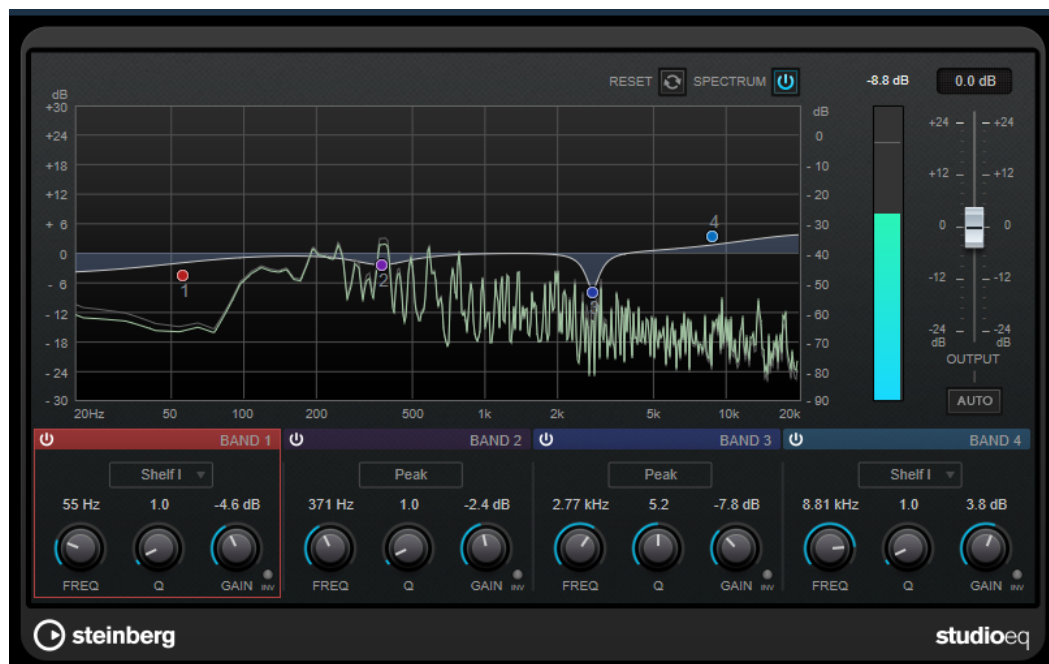 RESET SPECTRUM -8.8 dB 0.0 dB
dB
+30
+24
+18
+12
+ 6
0
- 6
- 12
- 18
- 24
- 30
dB
0
- 10
- 20
- 30
- 40
- 50
- 60
- 70
- 80
- 90
1
2
3
4
20Hz 50 100 200 500 1k 2k 5k 10k 20k
+24 +24
+12 +12
0 0
-12 -12
-24 -24
dB dB
OUTPUT
AUTO
BAND 1 BAND 2 BAND 3 BAND 4
Shelf I Peak Peak Shelf I
55 Hz 1.0 -4.6 dB 371 Hz 1.0 -2.4 dB 2.77 kHz 5.2 -7.8 dB 8.81 kHz 1.0 3.8 dB
FREQ Q GAIN INV FREQ Q GAIN INV FREQ Q GAIN INV FREQ Q GAIN INV
steinberg studioeq